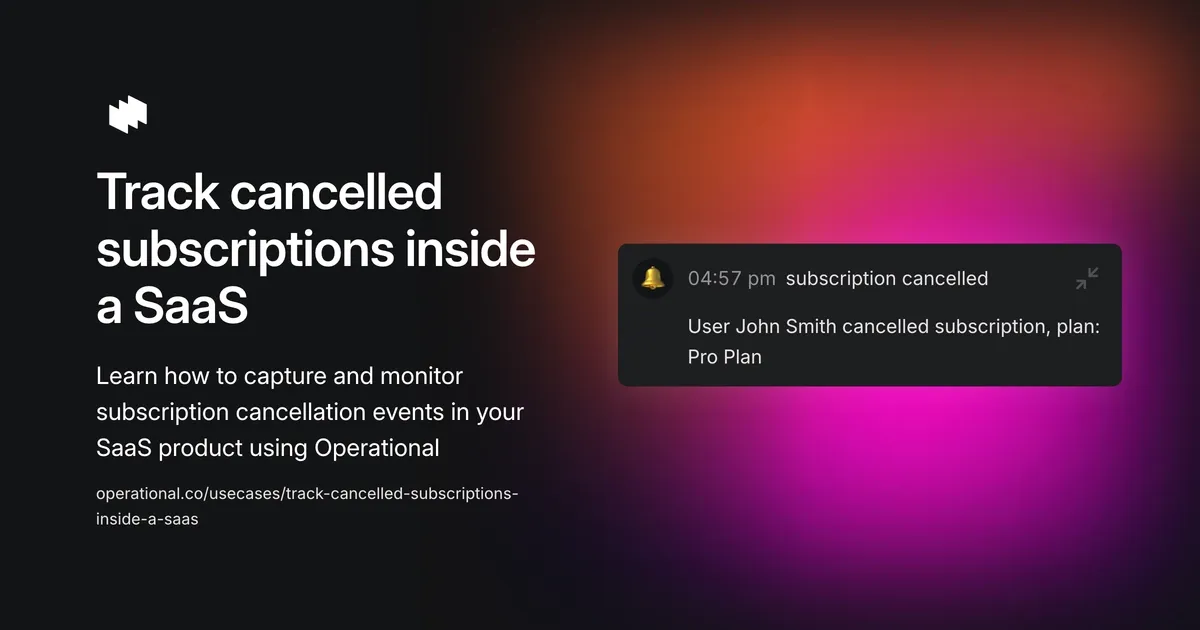 Track cancelled
subscriptions inside
a SaaS
Learn how to capture and monitor
subscription cancellation events in your
SaaS product using Operational
operational.co/usecases/track-cancelled-subscriptions-
inside-a-saas
04:57 pm subscription cancelled
User John Smith cancelled subscription, plan:
Pro Plan